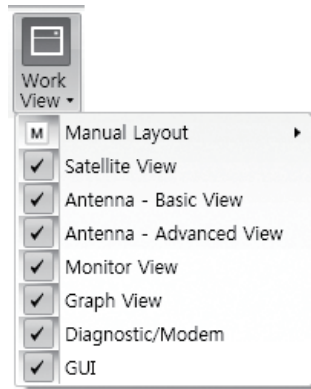 Work
View
M Manual Layout
Satellite View
Antenna - Basic View
Antenna - Advanced View
Monitor View
Graph View
Diagnostic/Modem
GUI